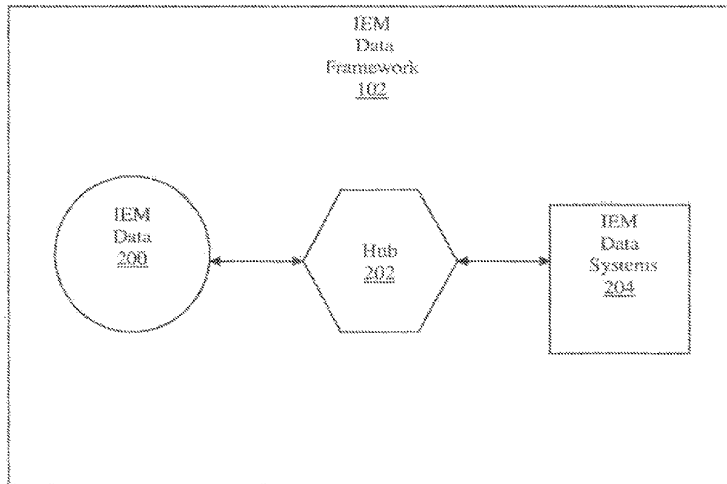 IEM
Data
Framework
102
IEM
Data
200
Hub
202
IEM
Data
Systems
204